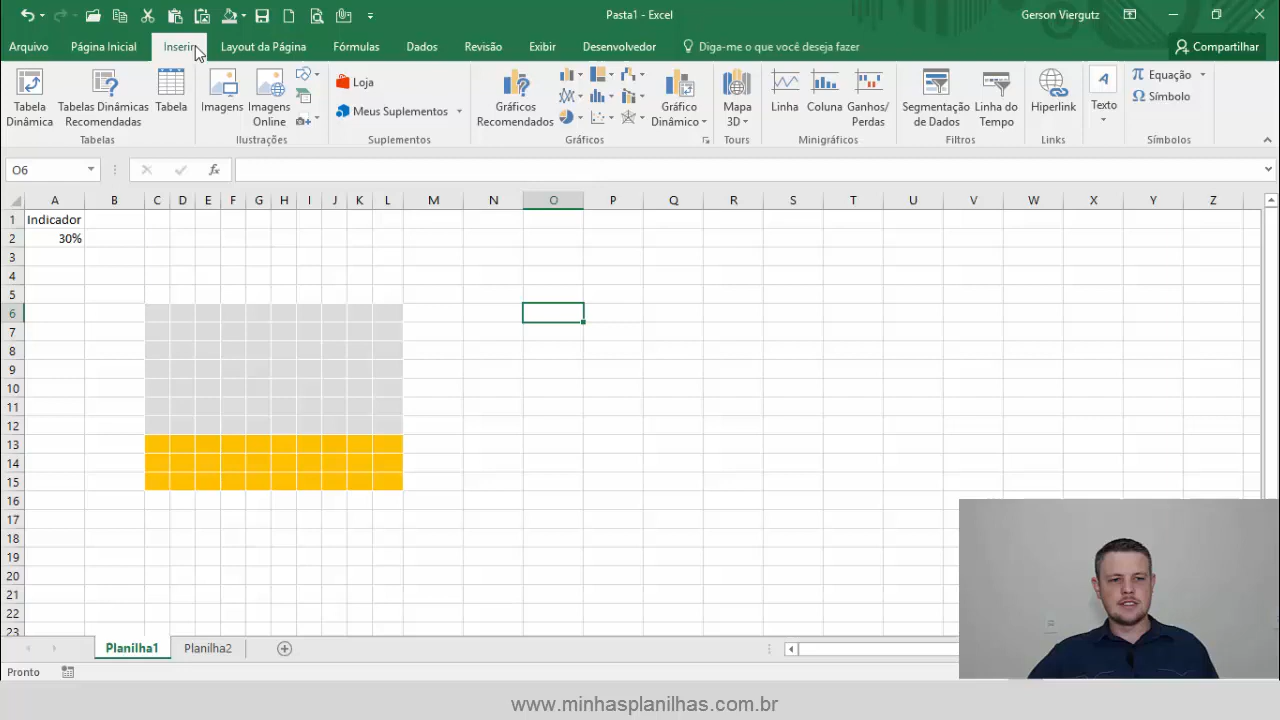 Pasta1 - Excel
Gerson Viergutz
Arquivo Página Inicial Inserir Layout da Página Fórmulas Dados Revisão Exibir Desenvolvedor Diga-me o que você deseja fazer Compartilhar
Tabela Dinâmica
Tabelas Dinâmicas Recomendadas
Tabela
Tabelas
Imagens
Imagens Online
Ilustrações
Loja
Meus Suplementos
Suplementos
Gráficos Recomendados
Gráfico Dinâmico
Gráficos
Mapa 3D
Tours
Linha
Coluna
Ganhos/ Perdas
Minigráficos
Segmentação de Dados
Linha do Tempo
Filtros
Hiperlink
Links
A
Texto
π Equação
Ω Símbolo
Símbolos
O6
fx
A B C D E F G H I J K L M N O P Q R S T U V W X Y Z
1 Indicador
2 30%
3
4
5
6
7
8
9
10
11
12
13
14
15
16
17
18
19
20
21
22
23
Planilha1 Planilha2
Pronto
www.minhasplanilhas.com.br